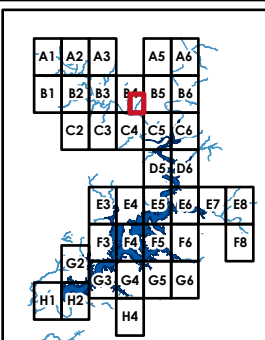 A1 A2 A3 A5 A6
B1 B2 B3 B4 B5 B6
C2 C3 C4 C5 C6
D5 D6
E3 E4 E5 E6 E7 E8
F3 F4 F5 F6 F8
G2
G3 G4 G5 G6
H1 H2
H4